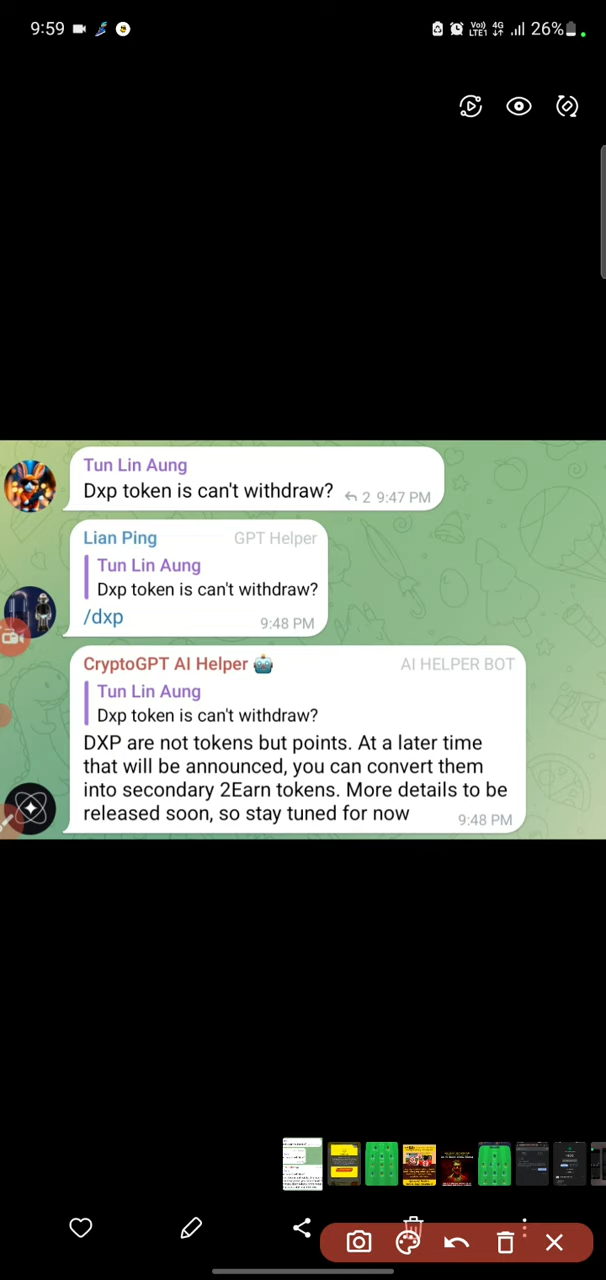 9:59
Vo)) 4G
LTE1
26%
Tun Lin Aung
Dxp token is can't withdraw?
2 9:47 PM
Lian Ping GPT Helper
Tun Lin Aung
Dxp token is can't withdraw?
/dxp
9:48 PM
CryptoGPT AI Helper 🤖 AI HELPER BOT
Tun Lin Aung
Dxp token is can't withdraw?
DXP are not tokens but points. At a later time
that will be announced, you can convert them
into secondary 2Earn tokens. More details to be
released soon, so stay tuned for now
9:48 PM